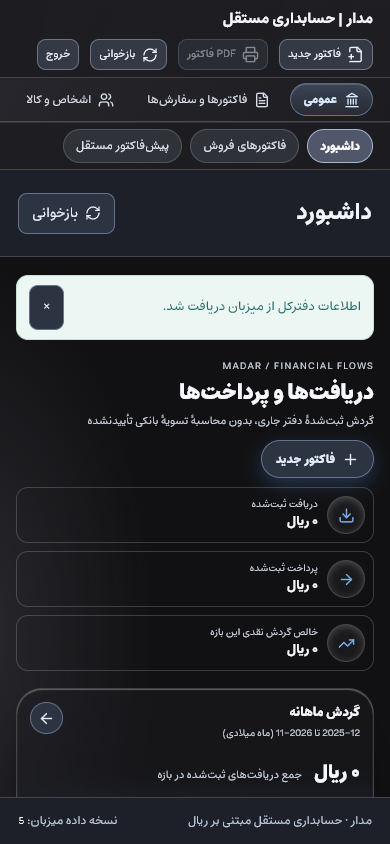 مدار | حسابداری مستقل
فاکتور جدید
PDF فاکتور
بازخوانی
خروج
عمومی
فاکتورها و سفارش‌ها
اشخاص و کالا
داشبورد
فاکتورهای فروش
پیش‌فاکتور مستقل
داشبورد
بازخوانی
اطلاعات دفترکل از میزبان دریافت شد.
×
MADAR / FINANCIAL FLOWS
دریافت‌ها و پرداخت‌ها
گردش ثبت‌شدهٔ دفتر جاری، بدون محاسبهٔ تسویهٔ بانکی تأییدنشده
فاکتور جدید
دریافت ثبت‌شده
۰ ریال
پرداخت ثبت‌شده
۰ ریال
خالص گردش نقدی این بازه
۰ ریال
گردش ماهانه
2025-12 تا 2026-11 (ماه میلادی)
۰ ریال
جمع دریافت‌های ثبت‌شده در بازه
مدار · حسابداری مستقل مبتنی بر ریال
نسخه داده میزبان: 5